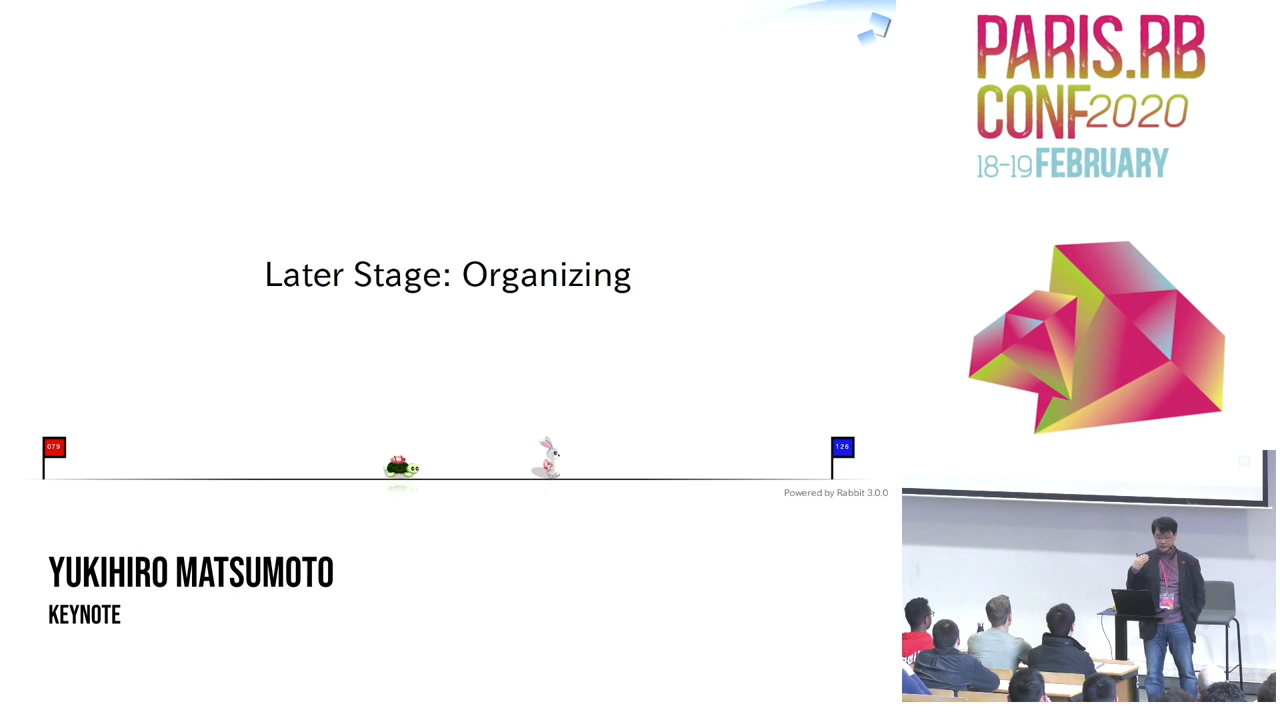 Later Stage: Organizing
079
126
Powered by Rabbit 3.0.0
YUKIHIRO MATSUMOTO
KEYNOTE
PARIS.RB
CONF2020
18-19 FEBRUARY